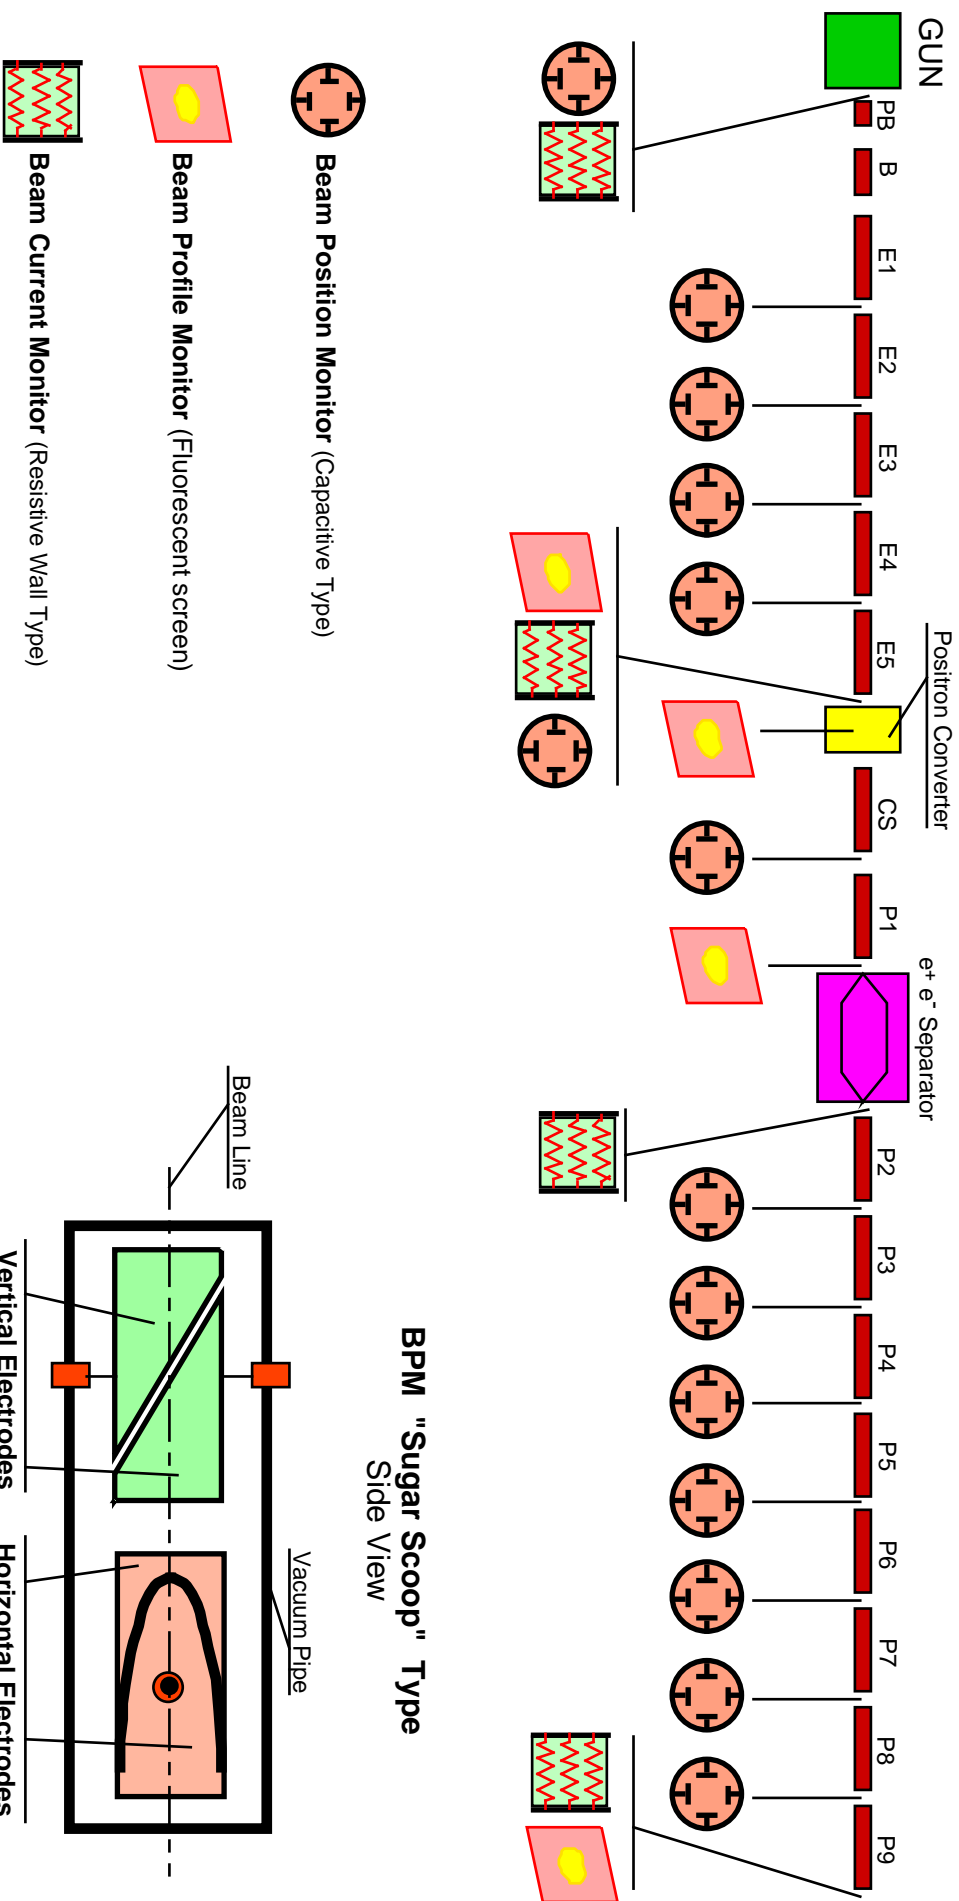 GUN
PB
B
E1
E2
E3
E4
E5
Positron Converter
CS
P1
e+ e- Separator
P2
P3
P4
P5
P6
P7
P8
P9
Beam Position Monitor (Capacitive Type)
Beam Profile Monitor (Fluorescent screen)
Beam Current Monitor (Resistive Wall Type)
BPM "Sugar Scoop" Type
Side View
Beam Line
Vacuum Pipe
Vertical Electrodes
Horizontal Electrodes